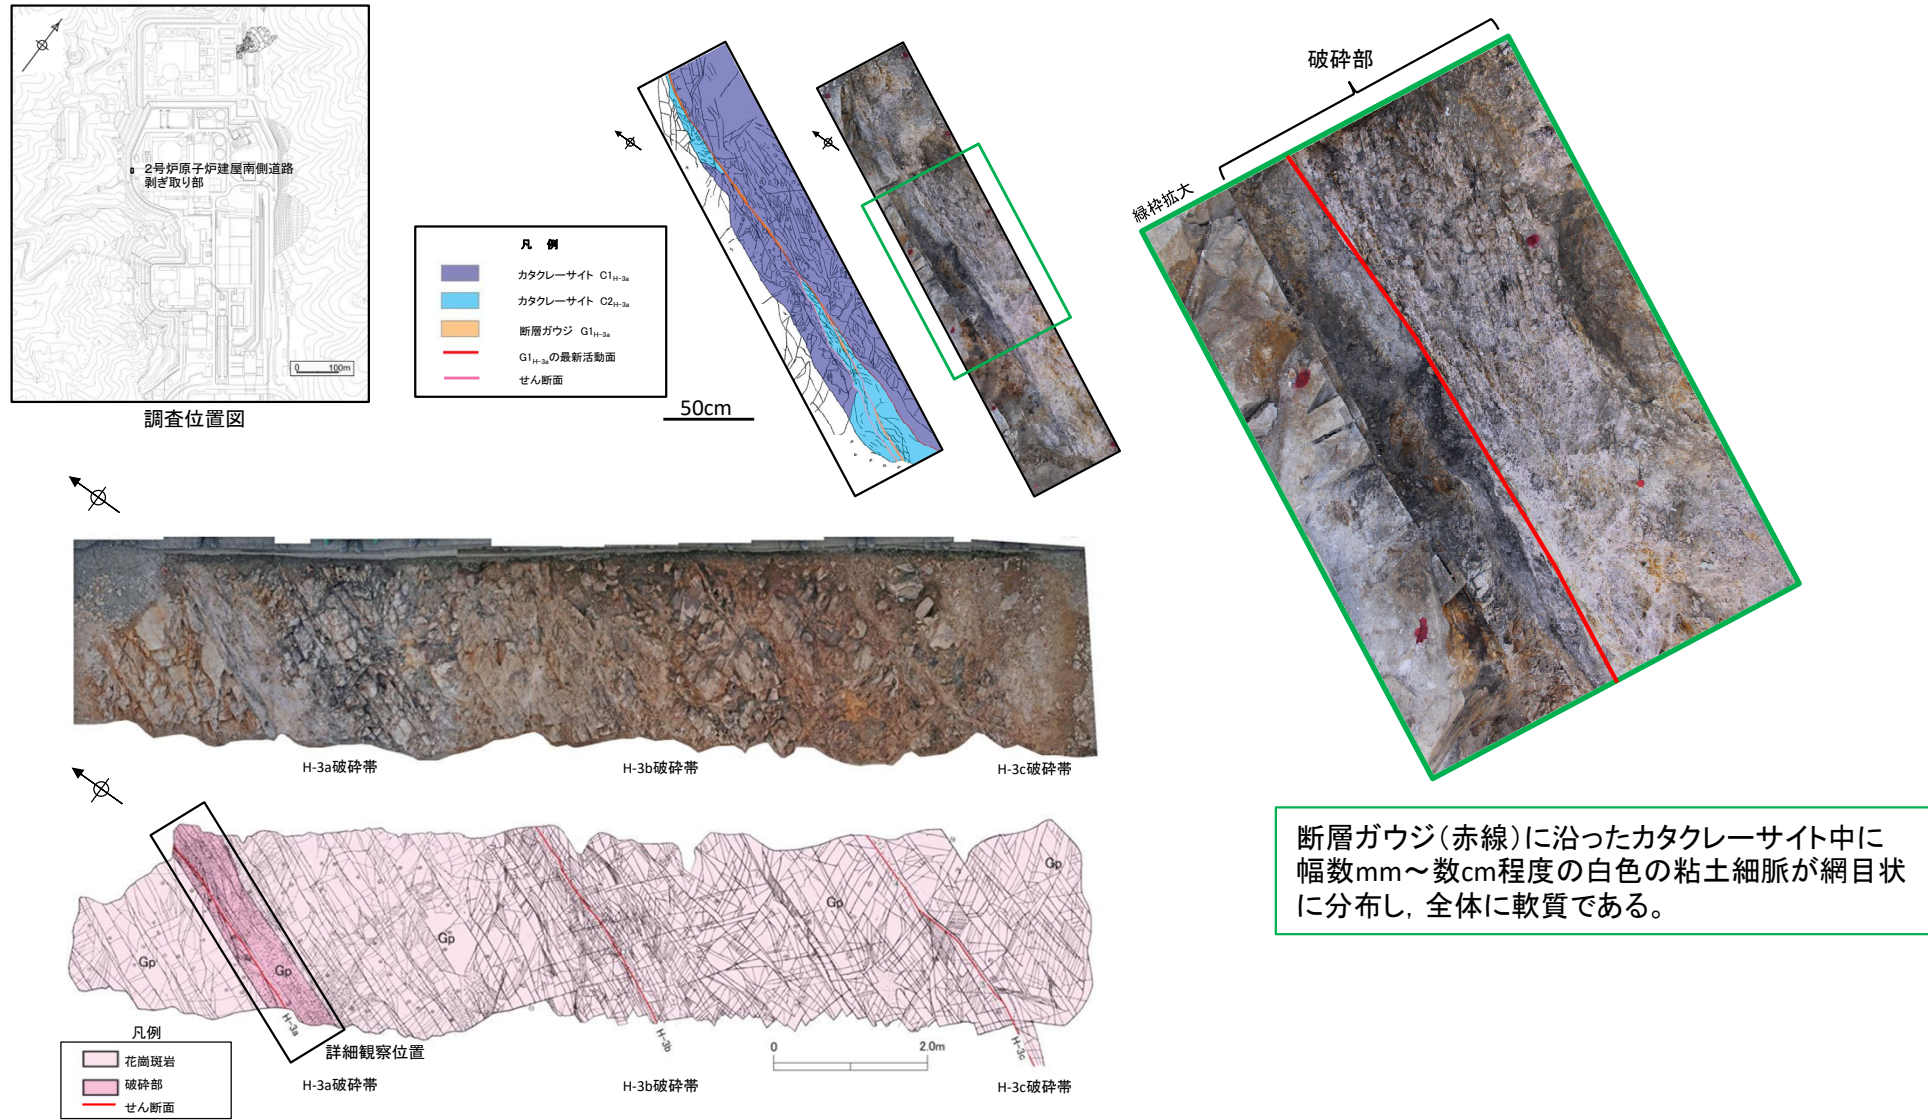 2号炉原子炉建屋南側道路
剥ぎ取り部
0 100m
調査位置図
凡 例
カタクレーサイト C1H-3a
カタクレーサイト C2H-3a
断層ガウジ G1H-3a
G1H-3aの最新活動面
せん断面
50cm
破砕部
緑枠拡大
H-3a破砕帯
H-3b破砕帯
H-3c破砕帯
Gp
Gp
Gp
Gp
Gp
H-3a
H-3b
H-3c
詳細観察位置
0 2.0m
凡例
花崗斑岩
破砕部
せん断面
H-3a破砕帯
H-3b破砕帯
H-3c破砕帯
断層ガウジ(赤線)に沿ったカタクレーサイト中に
幅数mm~数cm程度の白色の粘土細脈が網目状
に分布し,全体に軟質である。